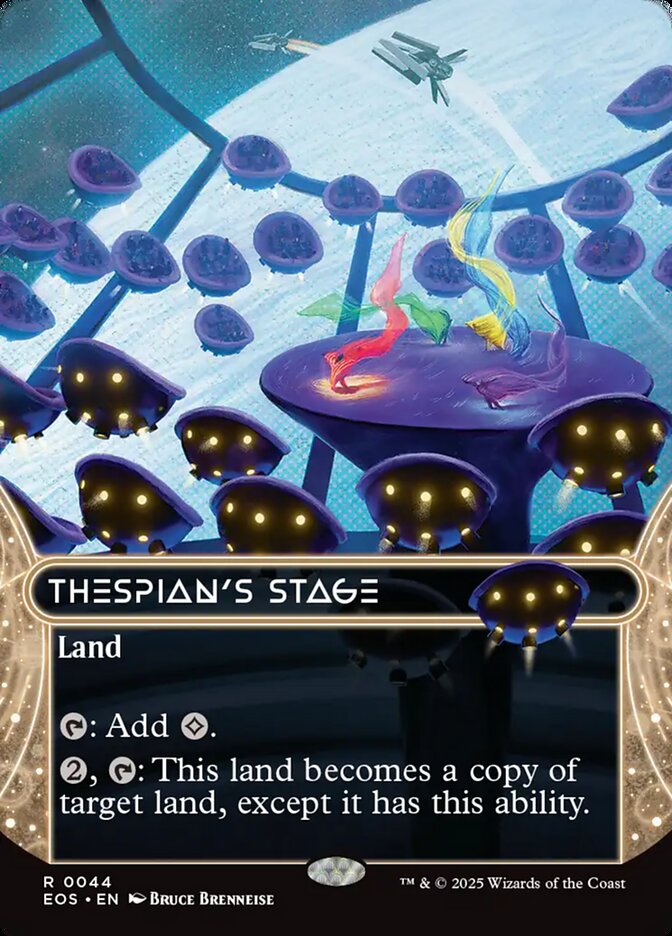 THESPIAN'S STAGE
Land
: Add .
2, : This land becomes a copy of
target land, except it has this ability.
R 0044
EOS • EN BRUCE BRENNEISE
™ & © 2025 Wizards of the Coast